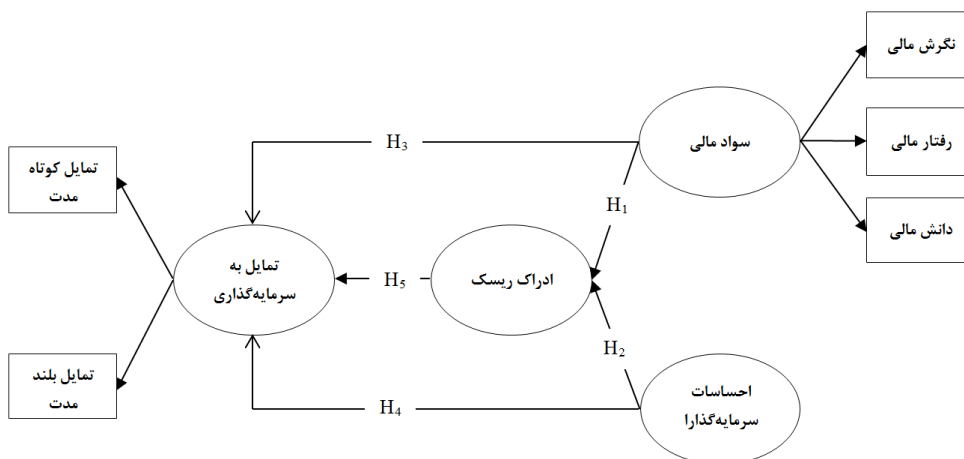 نگرش مالی
رفتار مالی
سواد مالی
دانش مالی
H3
H1
تمایل کوتاه
مدت
ادراک ریسک
H5
تمایل به
سرمایه‌گذاری
H2
تمایل بلند
مدت
احساسات
سرمایه‌گذارا
H4